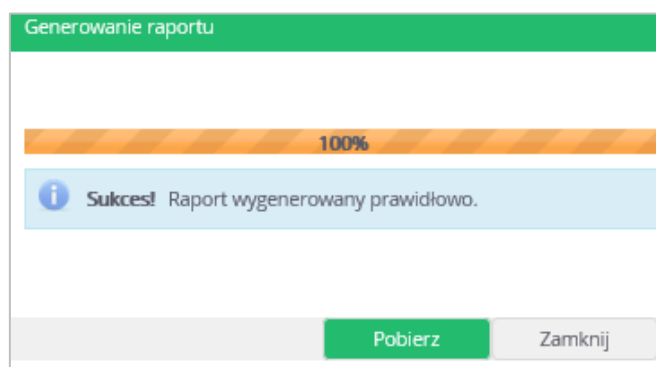 Generowanie raportu
100%
Sukces! Raport wygenerowany prawidłowo.
Pobierz Zamknij